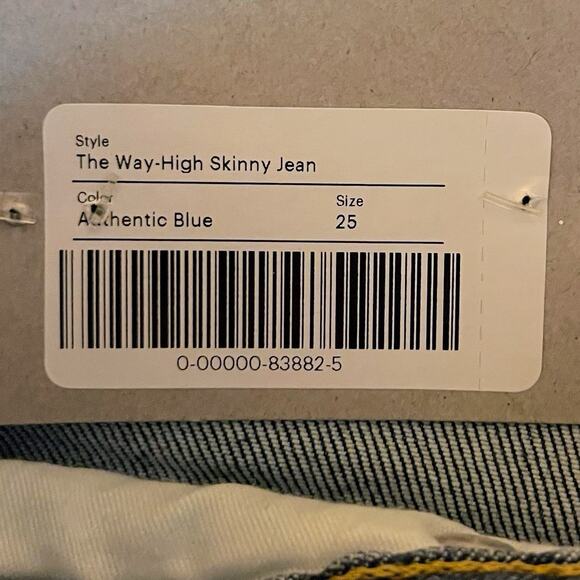 Style
The Way-High Skinny Jean
Color
Size
Authentic Blue
25
0-00000-83882-5